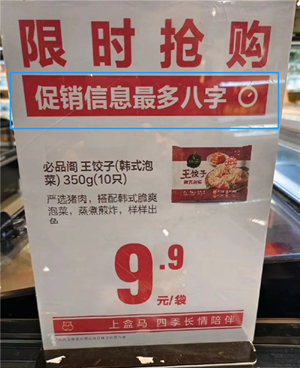 限时抢购
促销信息最多八字
必品阁 王饺子(韩式泡
菜) 350g(10只)
严选猪肉，搭配韩式脆爽
泡菜，蒸煮煎炸，样样出
色
王饺子
9.9
元/袋
上盒马 四季长情陪伴